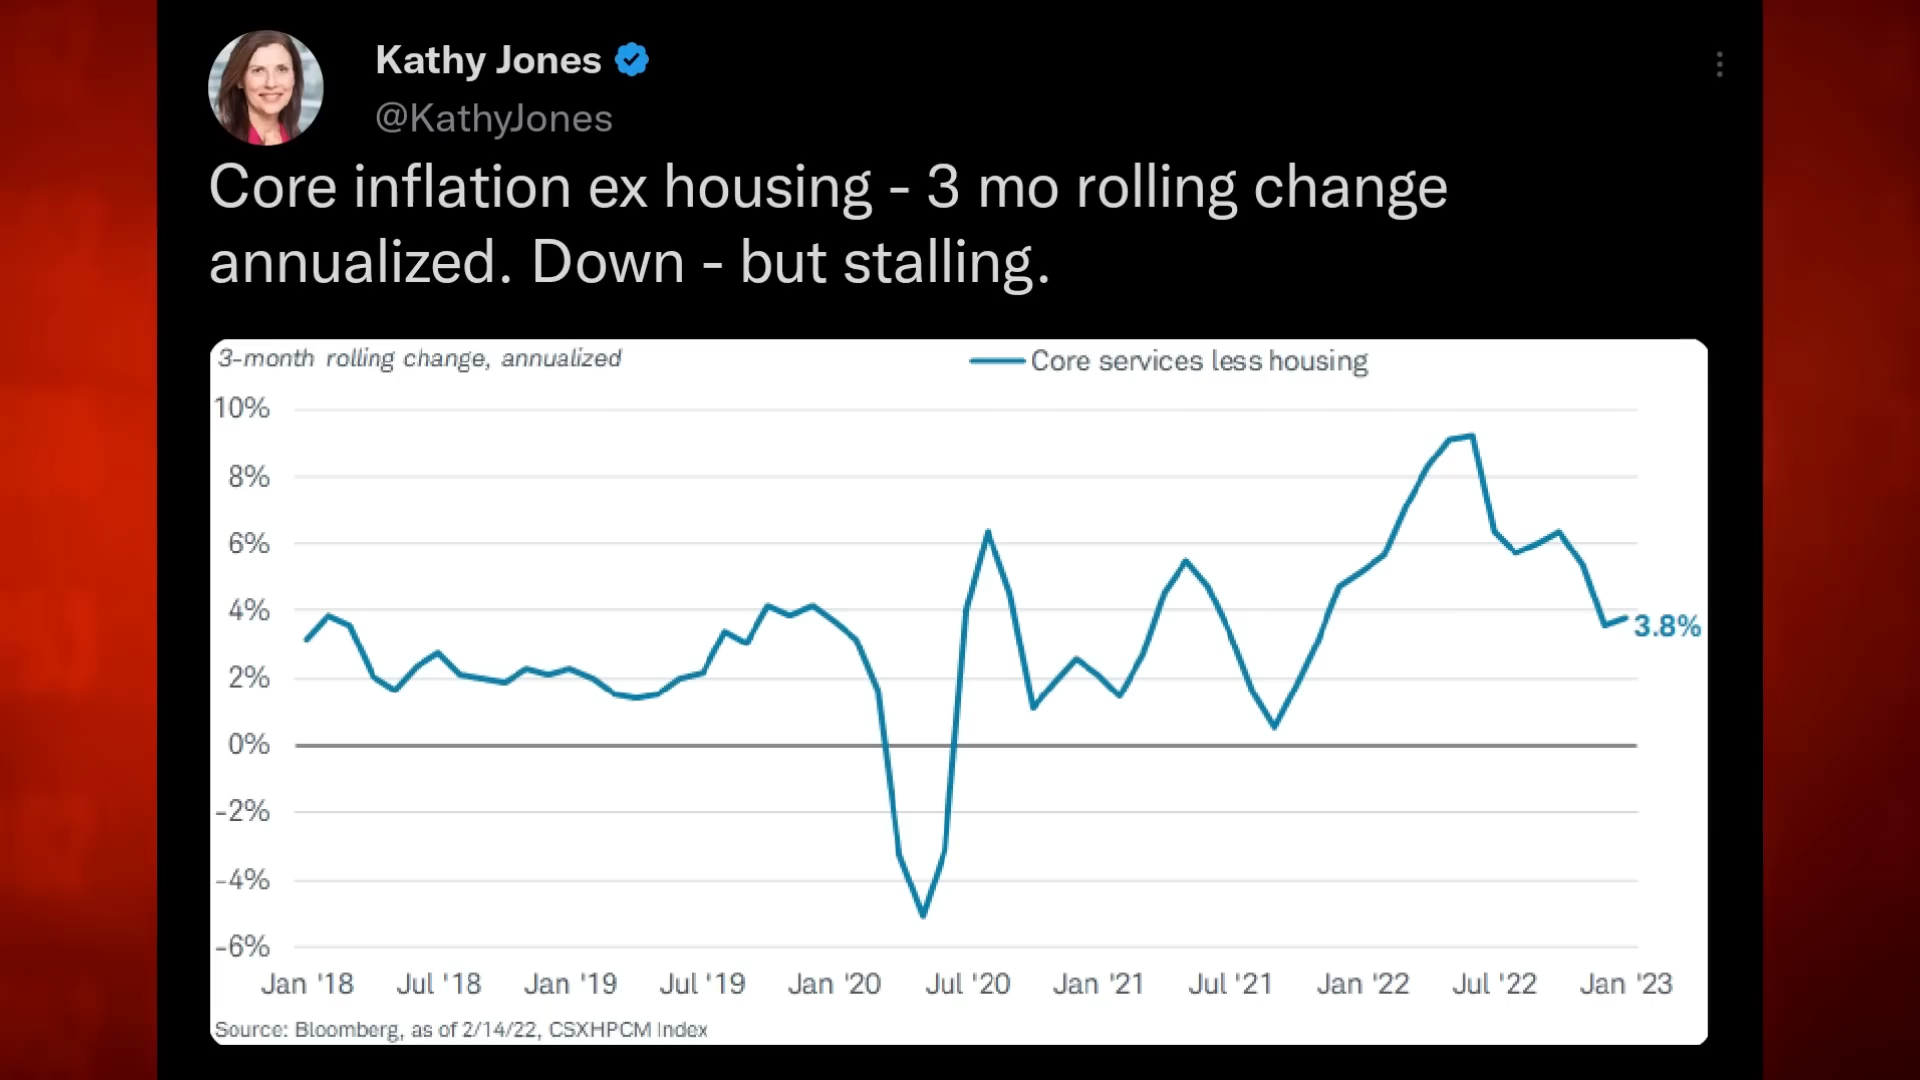 Kathy Jones
@KathyJones
Core inflation ex housing - 3 mo rolling change
annualized. Down - but stalling.
3-month rolling change, annualized
Core services less housing
10%
8%
6%
4%
2%
0%
-2%
-4%
-6%
3.8%
Jan '18 Jul '18 Jan '19 Jul '19 Jan '20 Jul '20 Jan '21 Jul '21 Jan '22 Jul '22 Jan '23
Source: Bloomberg, as of 2/14/22, CSXHPCM Index